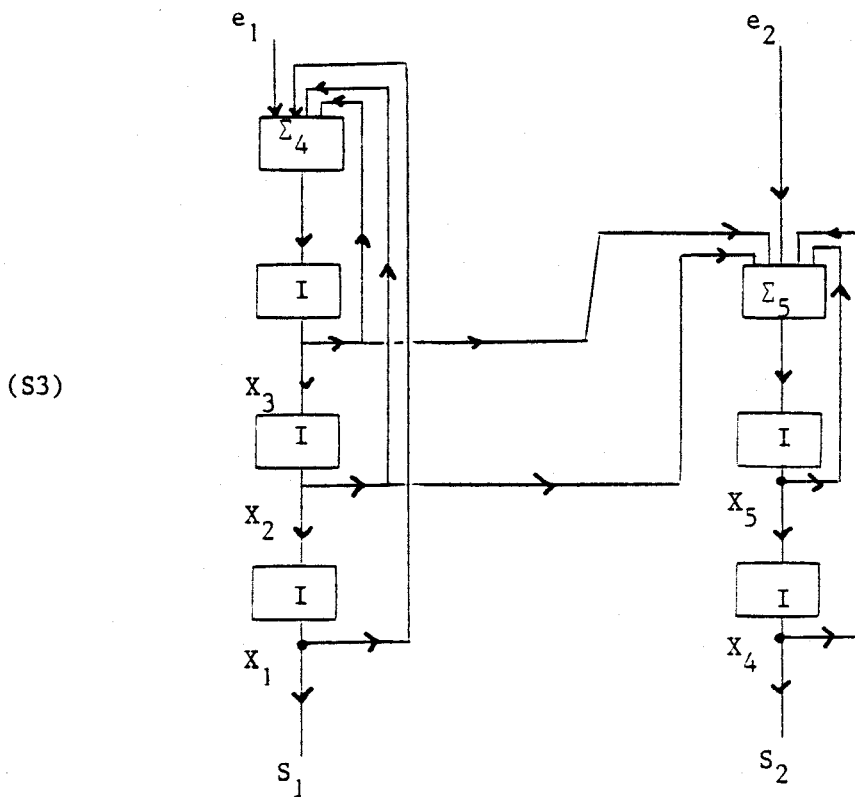 e₁ e₂
Σ₄
I Σ₅
(S3)
X₃
I I
X₂ X₅
I I
X₁ X₄
S₁ S₂